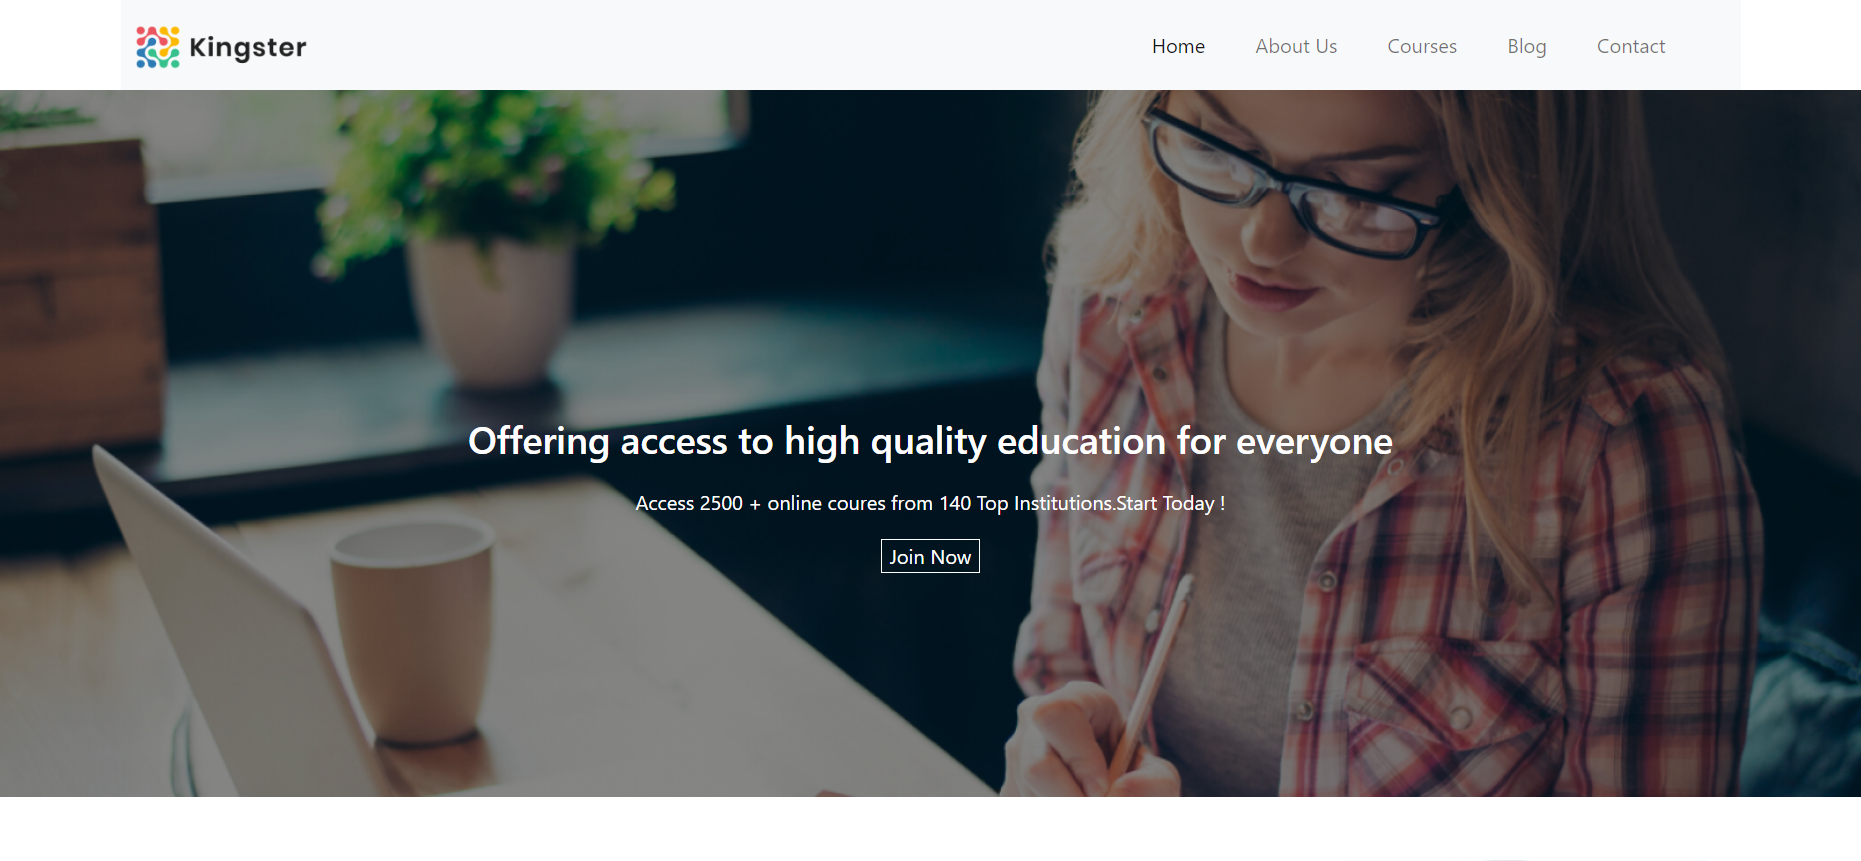 Kingster
Home About Us Courses Blog Contact
Offering access to high quality education for everyone
Access 2500 + online coures from 140 Top Institutions.Start Today !
Join Now